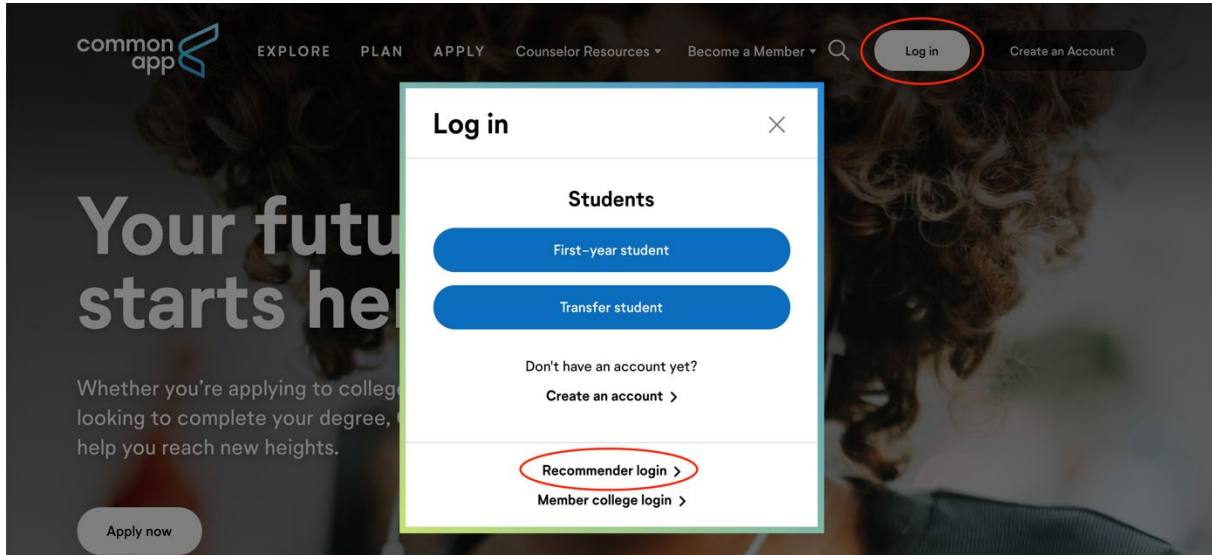 common
app
EXPLORE
PLAN
APPLY
Counselor Resources
Become a Member
Log in
Create an Account
Log in
Students
First-year student
Transfer student
Don't have an account yet?
Create an account >
Recommender login >
Member college login >
Your futu
starts he
Whether you're applying to colleg
looking to complete your degree,
help you reach new heights.
Apply now